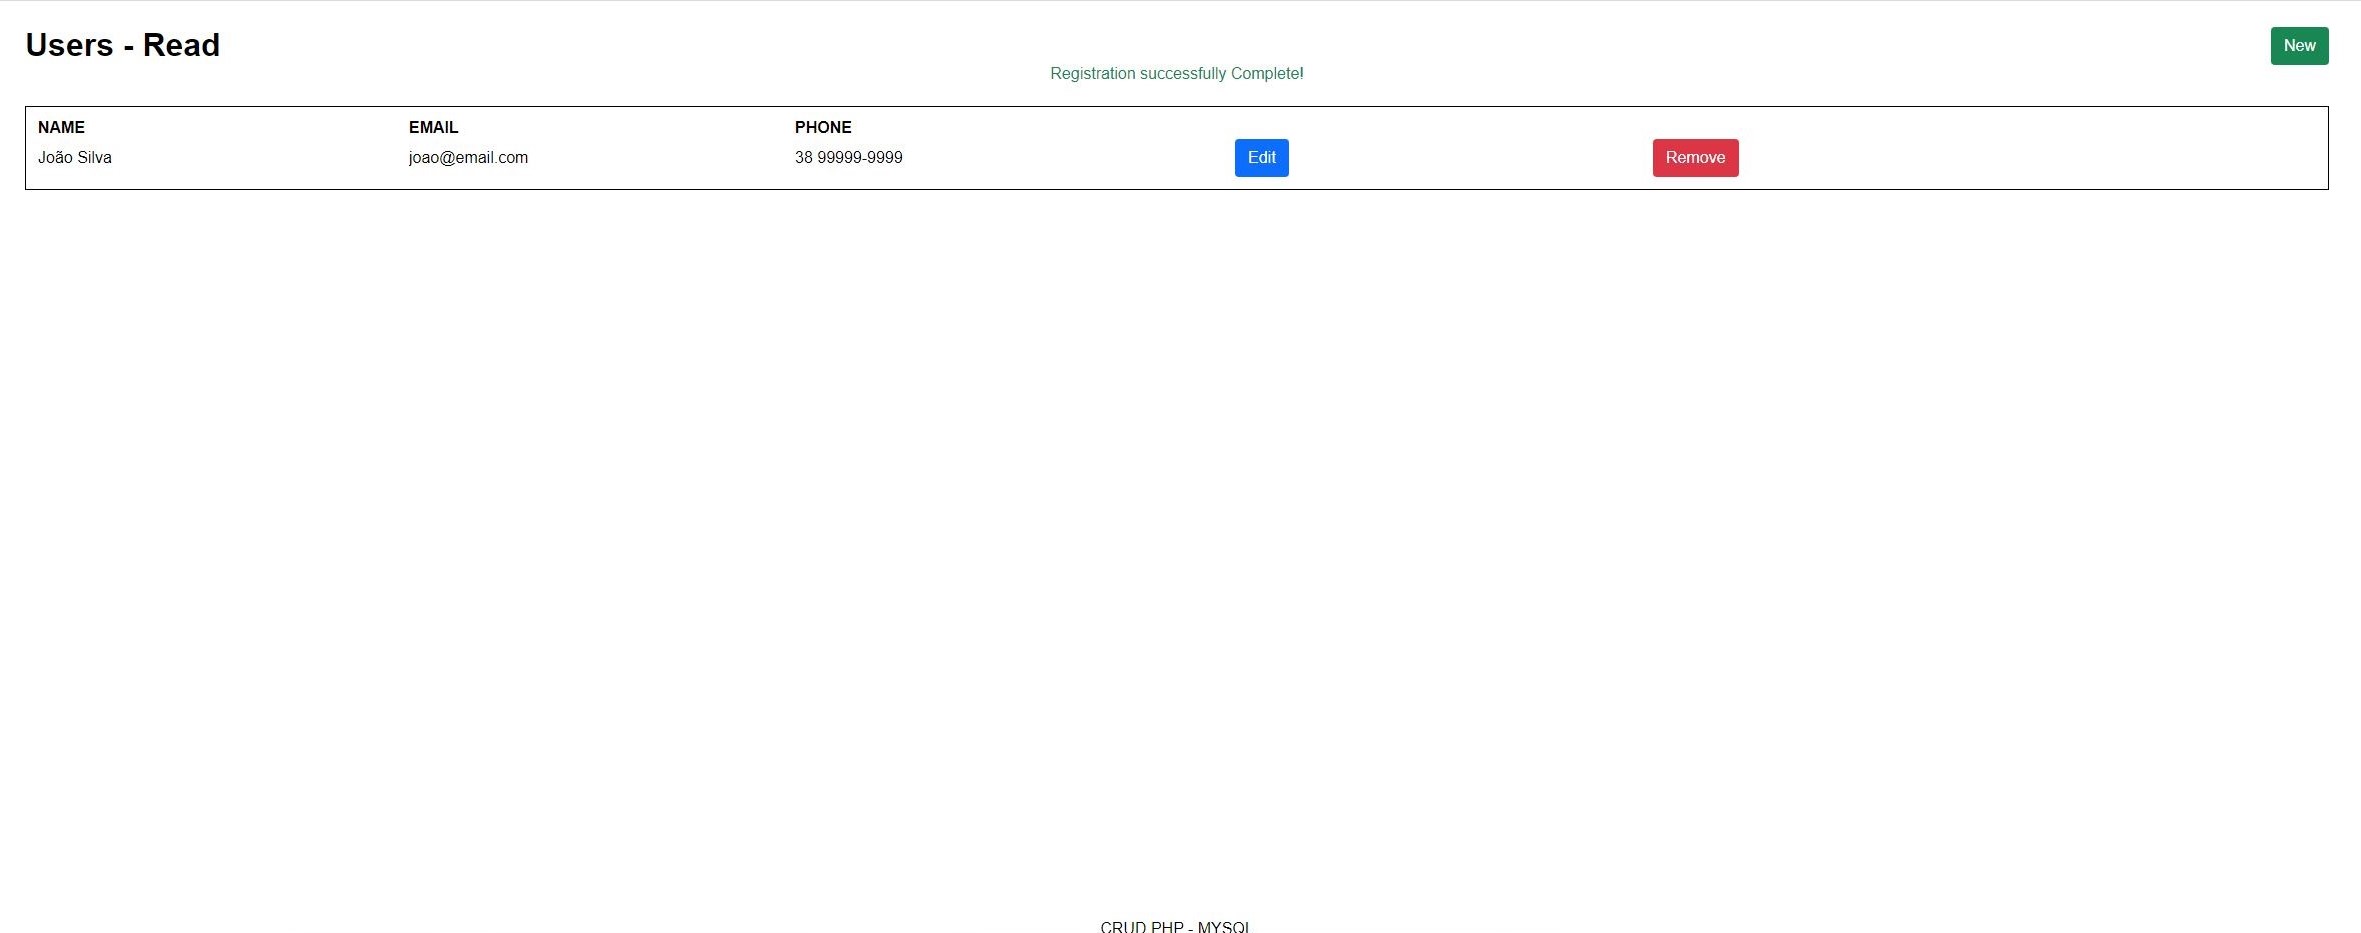 Users - Read
New
Registration successfully Complete!
NAME EMAIL PHONE
João Silva joao@email.com 38 99999-9999 Edit Remove
CRUD PHP - MYSQL